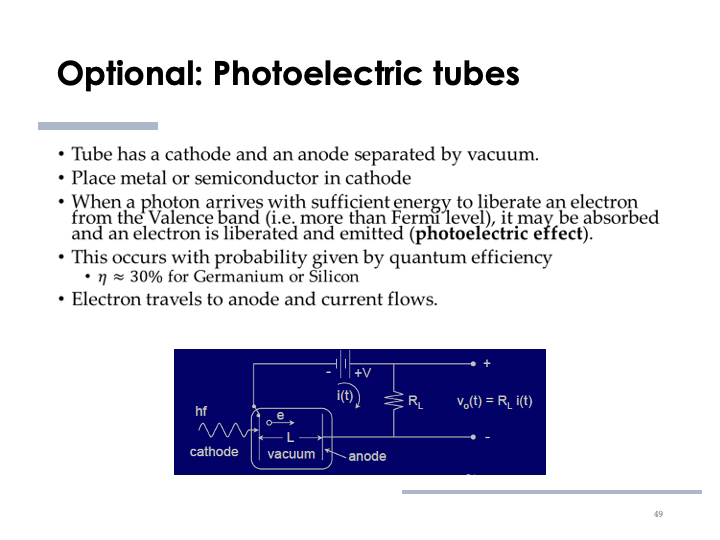 Optional: Photoelectric tubes
• Tube has a cathode and an anode separated by vacuum.
• Place metal or semiconductor in cathode
• When a photon arrives with sufficient energy to liberate an electron
from the Valence band (i.e. more than Fermi level), it may be absorbed
and an electron is liberated and emitted (photoelectric effect).
• This occurs with probability given by quantum efficiency
• η ≈ 30% for Germanium or Silicon
• Electron travels to anode and current flows.
- +V +
i(t) R_L v_o(t) = R_L i(t)
hf e
L -
cathode vacuum anode
49